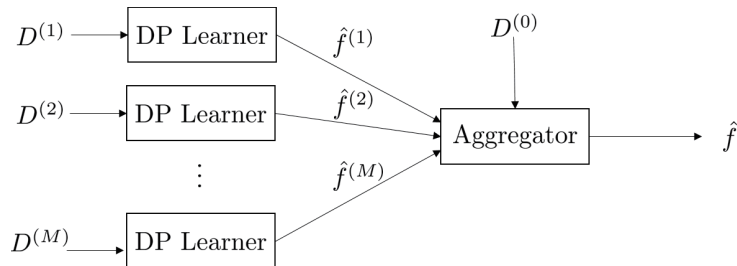 D^(1) DP Learner f̂^(1) D^(0)
D^(2) DP Learner f̂^(2) Aggregator f̂
⋮ f̂^(M)
D^(M) DP Learner